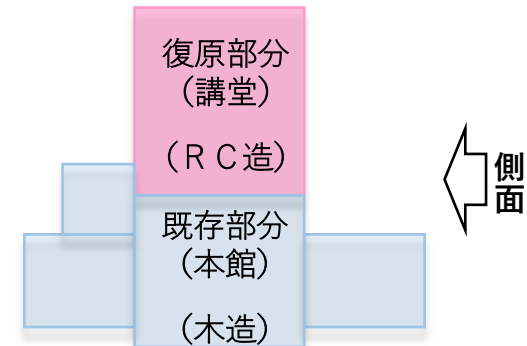 復原部分
（講堂）
（ＲＣ造）
側面
既存部分
（本館）
（木造）